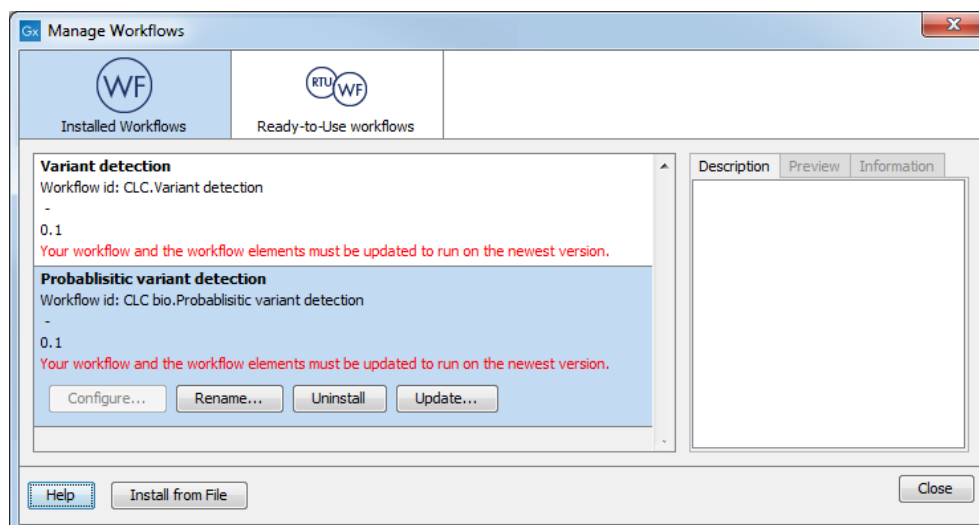 Gx Manage Workflows
WF
Installed Workflows
RTU WF
Ready-to-Use workflows
Variant detection
Workflow id: CLC.Variant detection
-
0.1
Your workflow and the workflow elements must be updated to run on the newest version.
Probablisitic variant detection
Workflow id: CLC bio.Probablisitic variant detection
-
0.1
Your workflow and the workflow elements must be updated to run on the newest version.
Configure... Rename... Uninstall Update...
Description Preview Information
Help Install from File Close